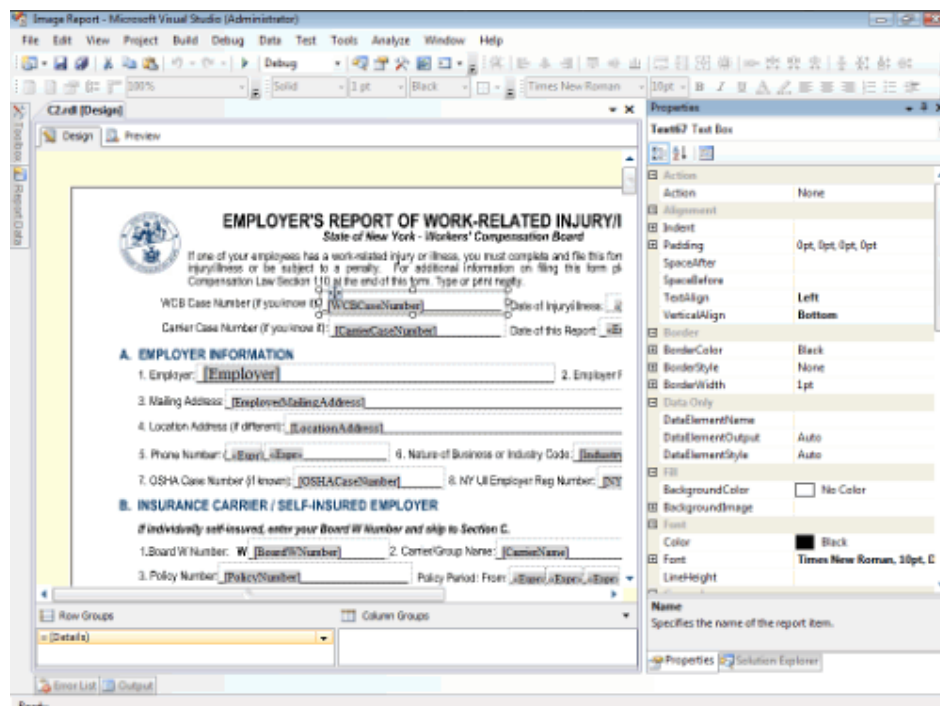 Image Report - Microsoft Visual Studio (Administrator)
File Edit View Project Build Debug Data Test Tools Analyze Window Help
Debug
100% Solid 1 pt Black Times New Roman 10pt B I U A
C2.rdl [Design]
Design Preview
Toolbox
Report Data
EMPLOYER'S REPORT OF WORK-RELATED INJURY/I
State of New York - Workers' Compensation Board
If one of your employees has a work-related injury or illness, you must complete and file this for
injury/illness or be subject to a penalty. For additional information on filing this form pl
Compensation Law Section 110 at the end of this form. Type or print neatly.
WCB Case Number (if you know it): [WCBCaseNumber] Date of Injury/Illness:
Carrier Case Number (if you know it): [CarrierCaseNumber] Date of this Report: «Ex
A. EMPLOYER INFORMATION
1. Employer: [Employer] 2. Employer F
3. Mailing Address: [EmployerMailingAddress]
4. Location Address (if different): [LocationAddress]
5. Phone Number: ( «Expr» «Expr» 6. Nature of Business or Industry Code: [Industry
7. OSHA Case Number (if known): [OSHACaseNumber] 8. NY UI Employer Reg Number: [NY
B. INSURANCE CARRIER / SELF-INSURED EMPLOYER
If individually self-insured, enter your Board W Number and skip to Section C.
1.Board W Number: W [BoardWNumber] 2. Carrier/Group Name: [CarrierName]
3. Policy Number: [PolicyNumber] Policy Period: From: «Expr» «Expr» «Expr
Row Groups Column Groups
(Details)
Error List Output
Ready
Properties
Text67 Text Box
Action
Action None
Alignment
Indent
Padding 0pt, 0pt, 0pt, 0pt
SpaceAfter
SpaceBefore
TextAlign Left
VerticalAlign Bottom
Border
BorderColor Black
BorderStyle None
BorderWidth 1pt
Data Only
DataElementName
DataElementOutput Auto
DataElementStyle Auto
Fill
BackgroundColor No Color
BackgroundImage
Font
Color Black
Font Times New Roman, 10pt, D
LineHeight
Name
Specifies the name of the report item.
Properties Solution Explorer